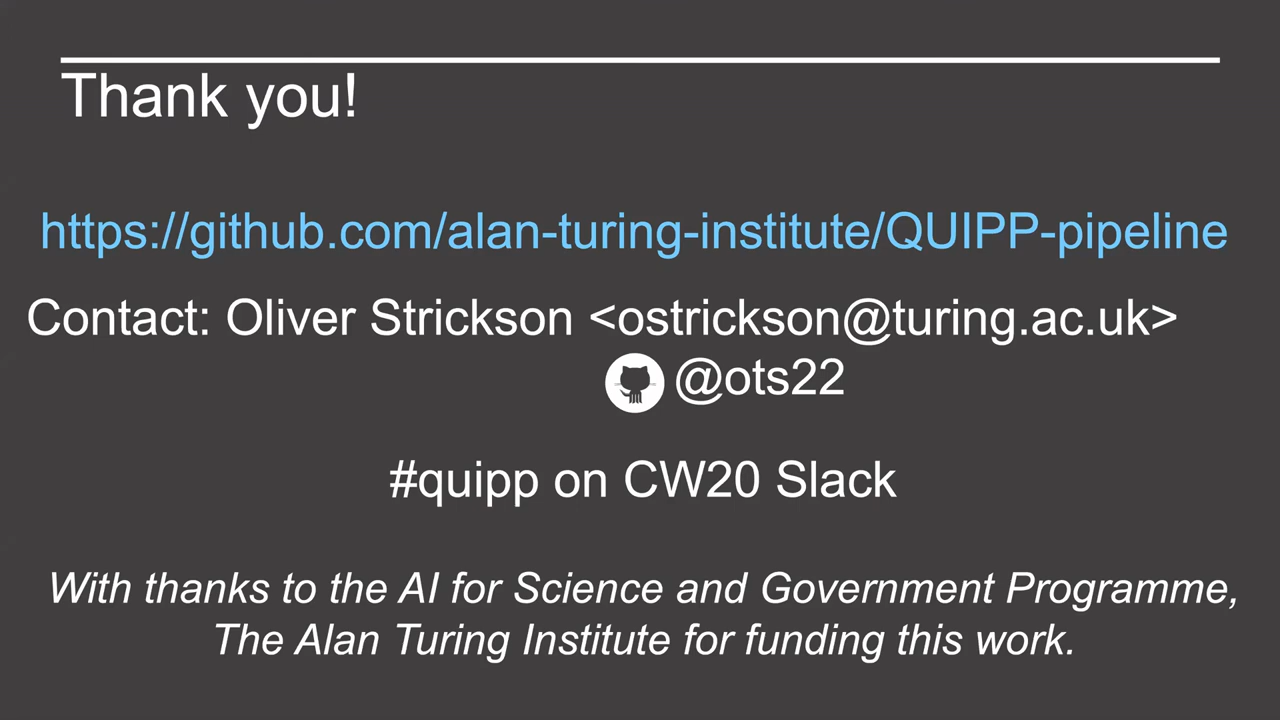 Thank you!
https://github.com/alan-turing-institute/QUIPP-pipeline
Contact: Oliver Strickson <ostrickson@turing.ac.uk>
@ots22
#quipp on CW20 Slack
With thanks to the AI for Science and Government Programme,
The Alan Turing Institute for funding this work.